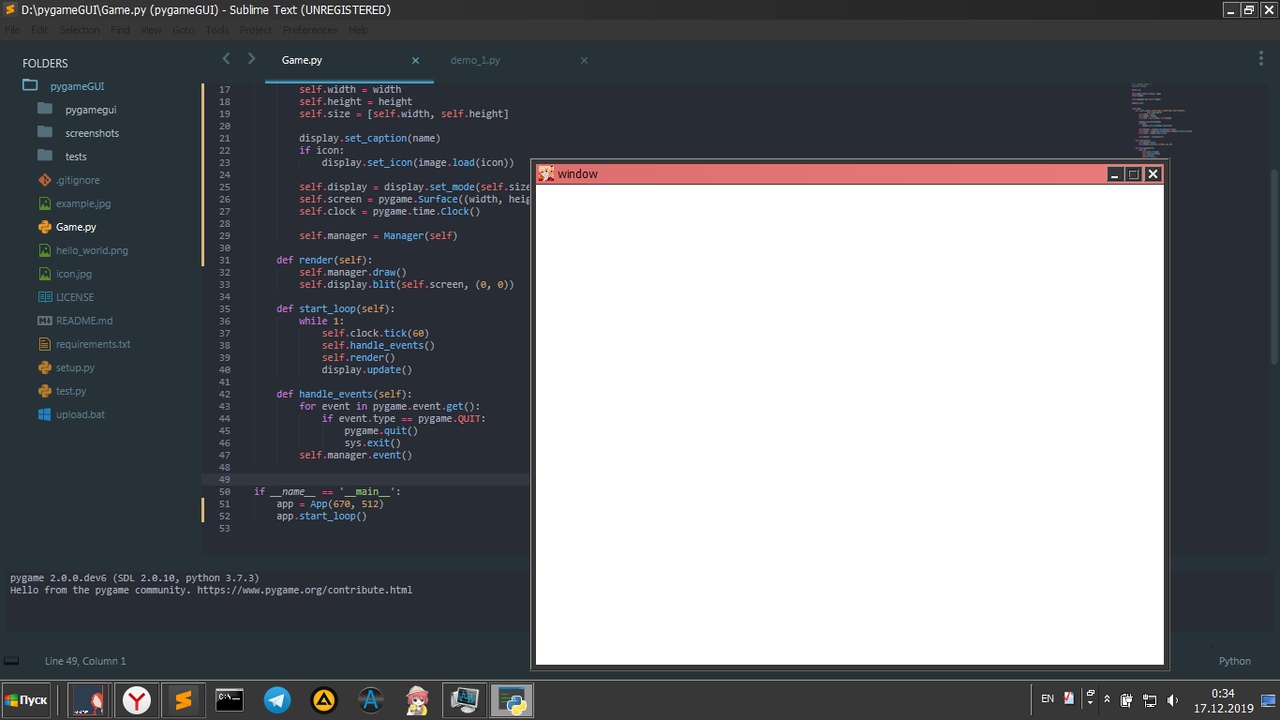 D:\pygameGUI\Game.py (pygameGUI) - Sublime Text (UNREGISTERED)
File Edit Selection Find View Goto Tools Project Preferences Help
FOLDERS
pygameGUI
pygamegui
screenshots
tests
.gitignore
example.jpg
Game.py
hello_world.png
icon.jpg
LICENSE
README.md
requirements.txt
setup.py
test.py
upload.bat
Game.py
demo_1.py
17 self.width = width
18 self.height = height
19 self.size = [self.width, self.height]
20
21 display.set_caption(name)
22 if icon:
23 display.set_icon(image.load(icon))
24
25 self.display = display.set_mode(self.size
26 self.screen = pygame.Surface((width, heig
27 self.clock = pygame.time.Clock()
28
29 self.manager = Manager(self)
30
31 def render(self):
32 self.manager.draw()
33 self.display.blit(self.screen, (0, 0))
34
35 def start_loop(self):
36 while 1:
37 self.clock.tick(60)
38 self.handle_events()
39 self.render()
40 display.update()
41
42 def handle_events(self):
43 for event in pygame.event.get():
44 if event.type == pygame.QUIT:
45 pygame.quit()
46 sys.exit()
47 self.manager.event()
48
49
50 if __name__ == '__main__':
51 app = App(670, 512)
52 app.start_loop()
53
window
pygame 2.0.0.dev6 (SDL 2.0.10, python 3.7.3)
Hello from the pygame community. https://www.pygame.org/contribute.html
Line 49, Column 1
Python
Пуск
EN
0:34
17.12.2019